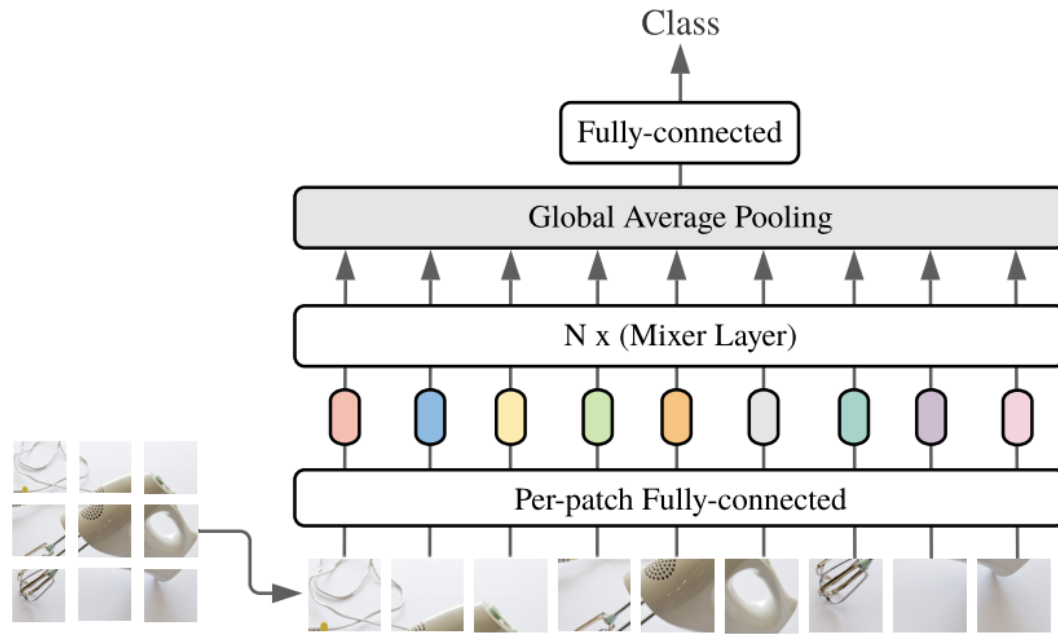 Class
Fully-connected
Global Average Pooling
N x (Mixer Layer)
Per-patch Fully-connected